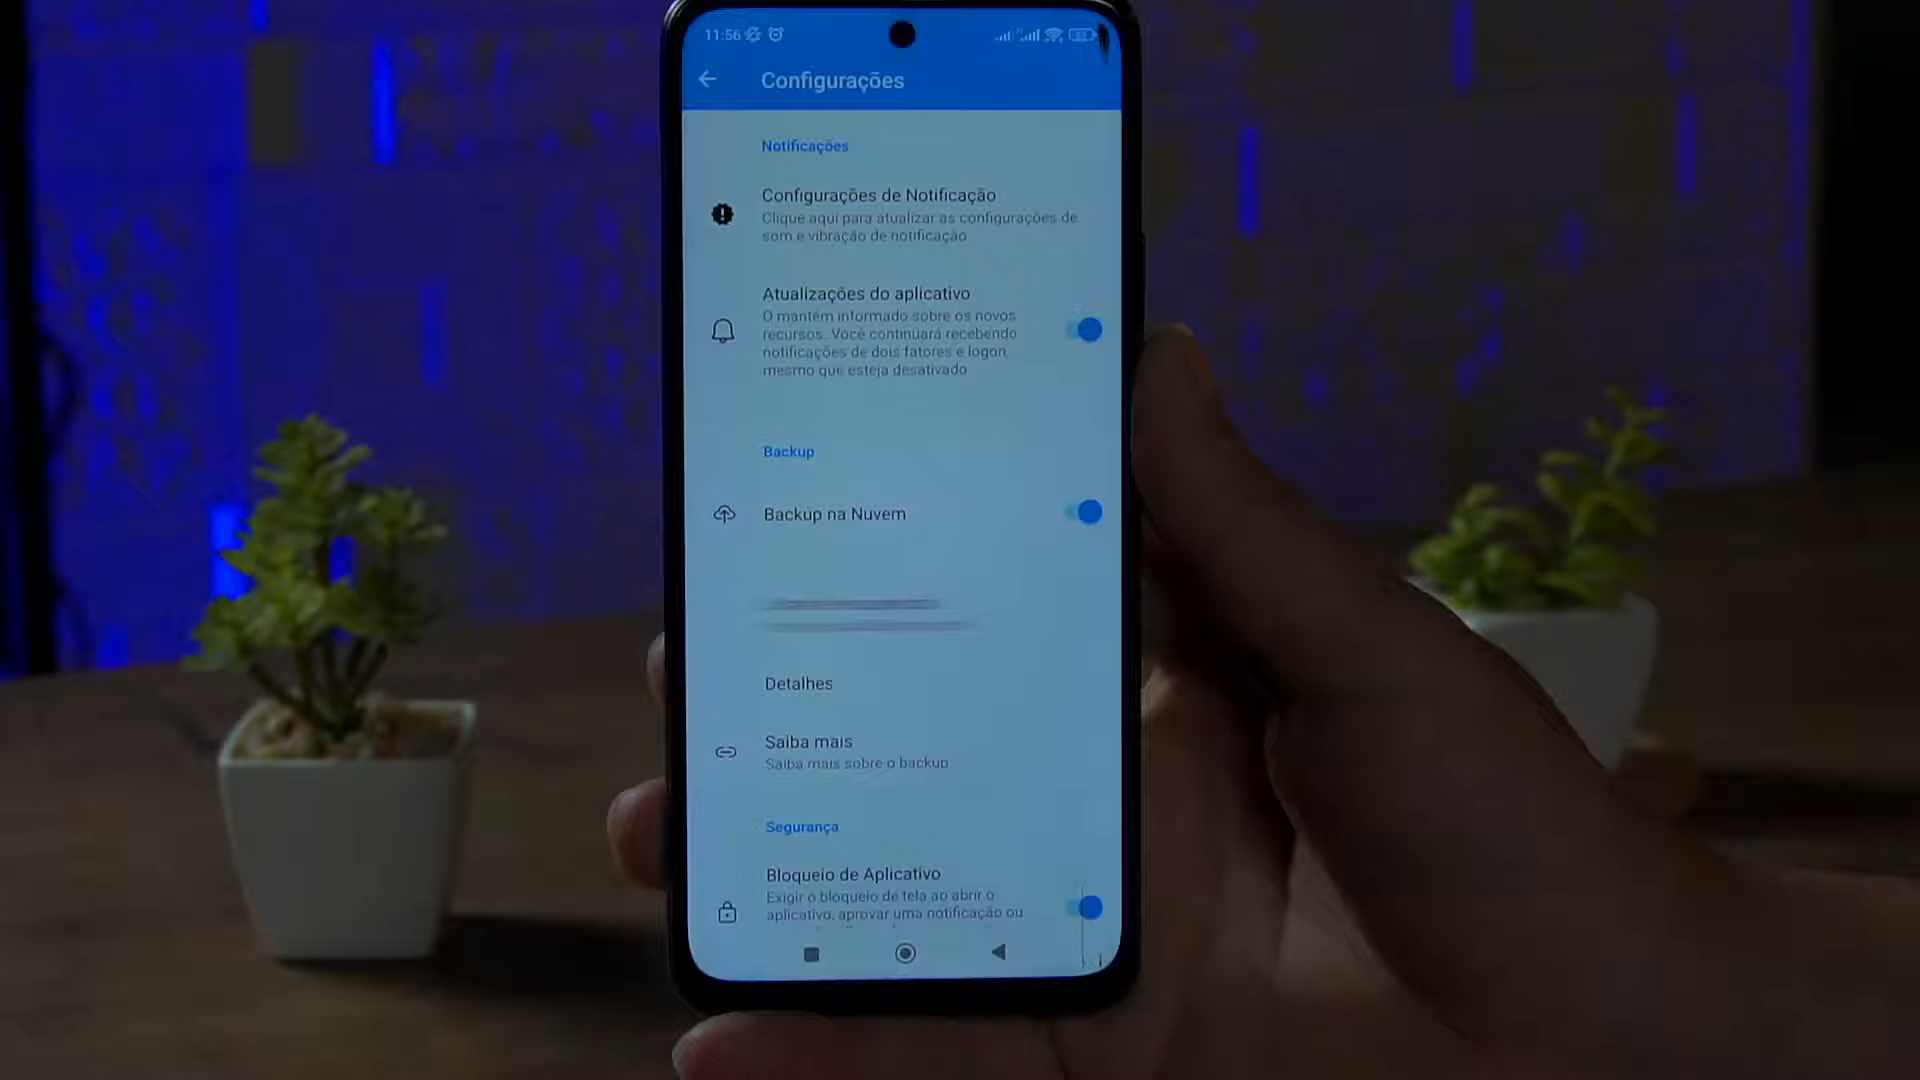 11:56
Configurações
Notificações
Configurações de Notificação
Clique aqui para atualizar as configurações de
som e vibração de notificação
Atualizações do aplicativo
O mantém informado sobre os novos
recursos. Você continuará recebendo
notificações de dois fatores e logon,
mesmo que esteja desativado
Backup
Backup na Nuvem
Detalhes
Saiba mais
Saiba mais sobre o backup
Segurança
Bloqueio de Aplicativo
Exigir o bloqueio de tela ao abrir o
aplicativo, aprovar uma notificação ou